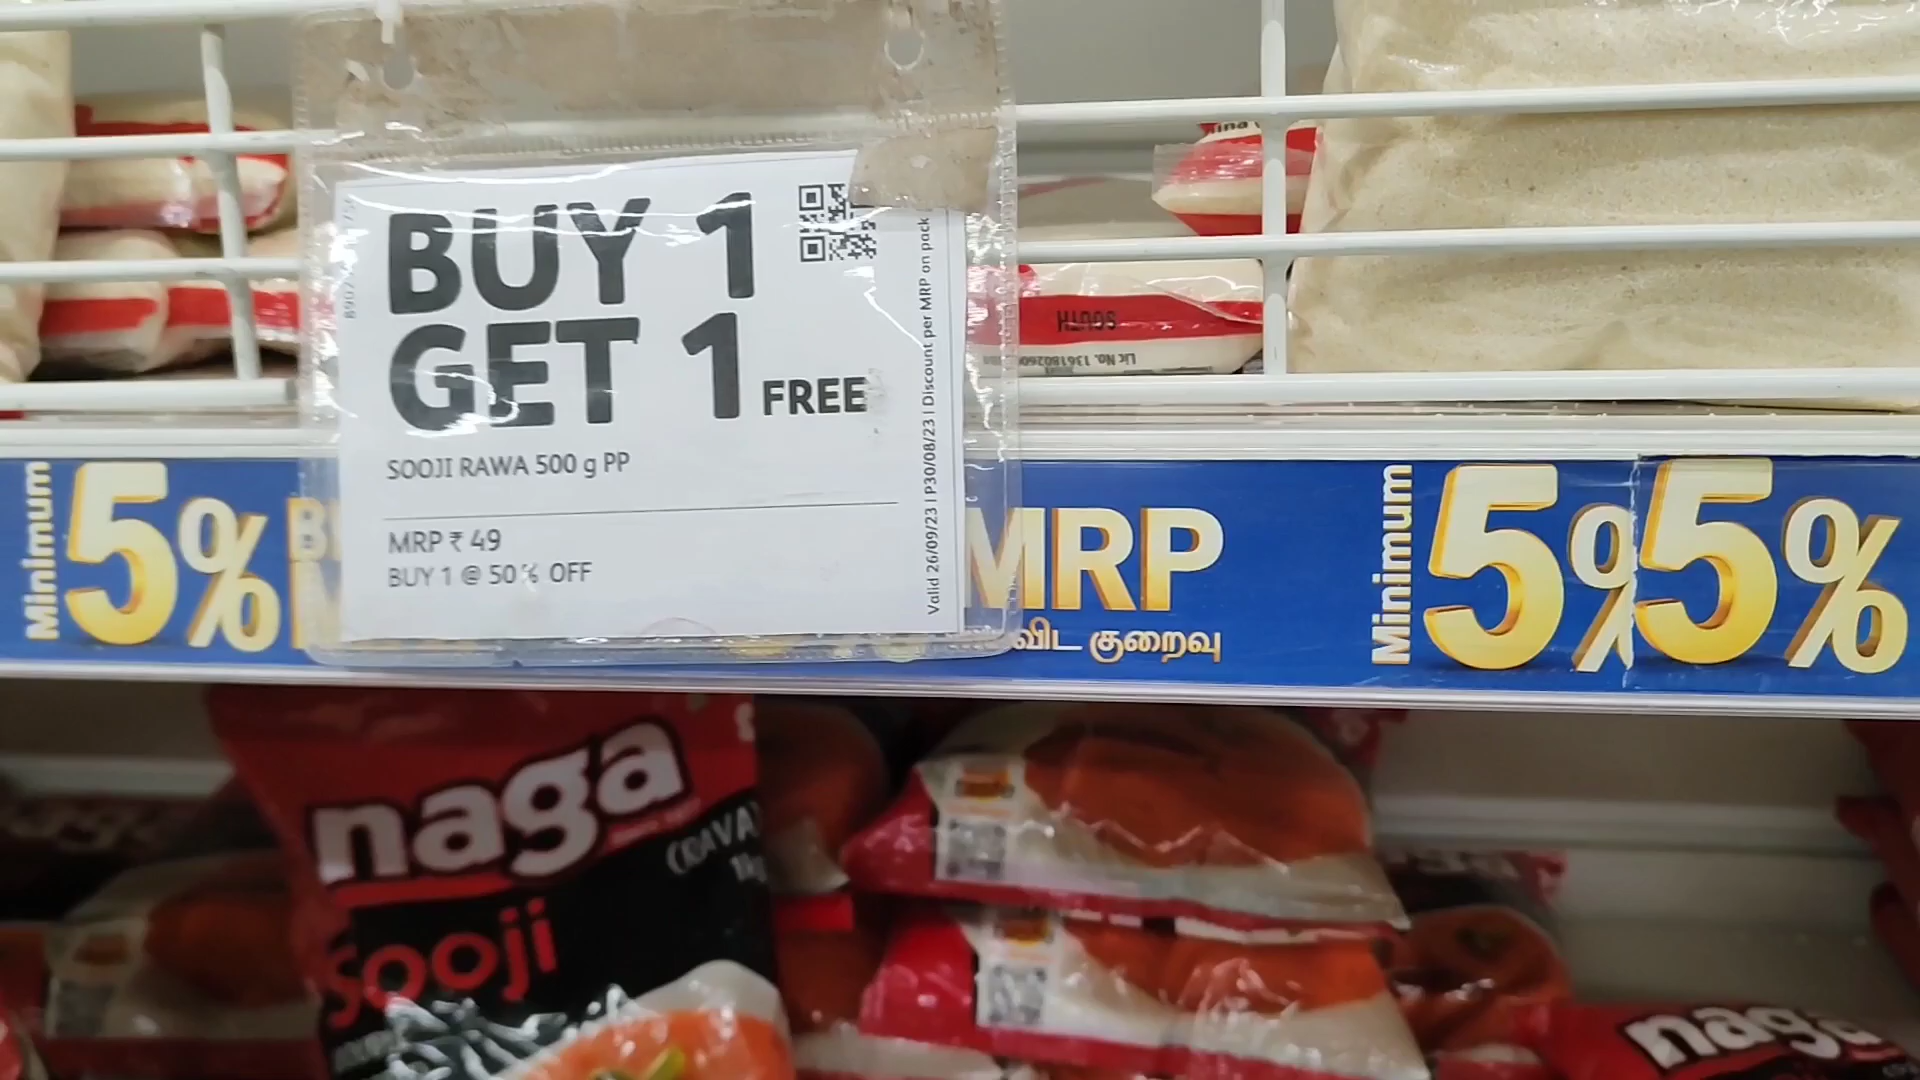 BUY 1
GET 1 FREE
SOOJI RAWA 500 g PP
MRP ₹ 49
BUY 1 @ 50% OFF
Valid 26/09/23 | P30/08/23 | Discount per MRP on pack
SOUTH
Lic No.
Minimum 5%
MRP
விட குறைவு
Minimum 5%
5%
naga
Sooji
(RAVA)
1kg
naga